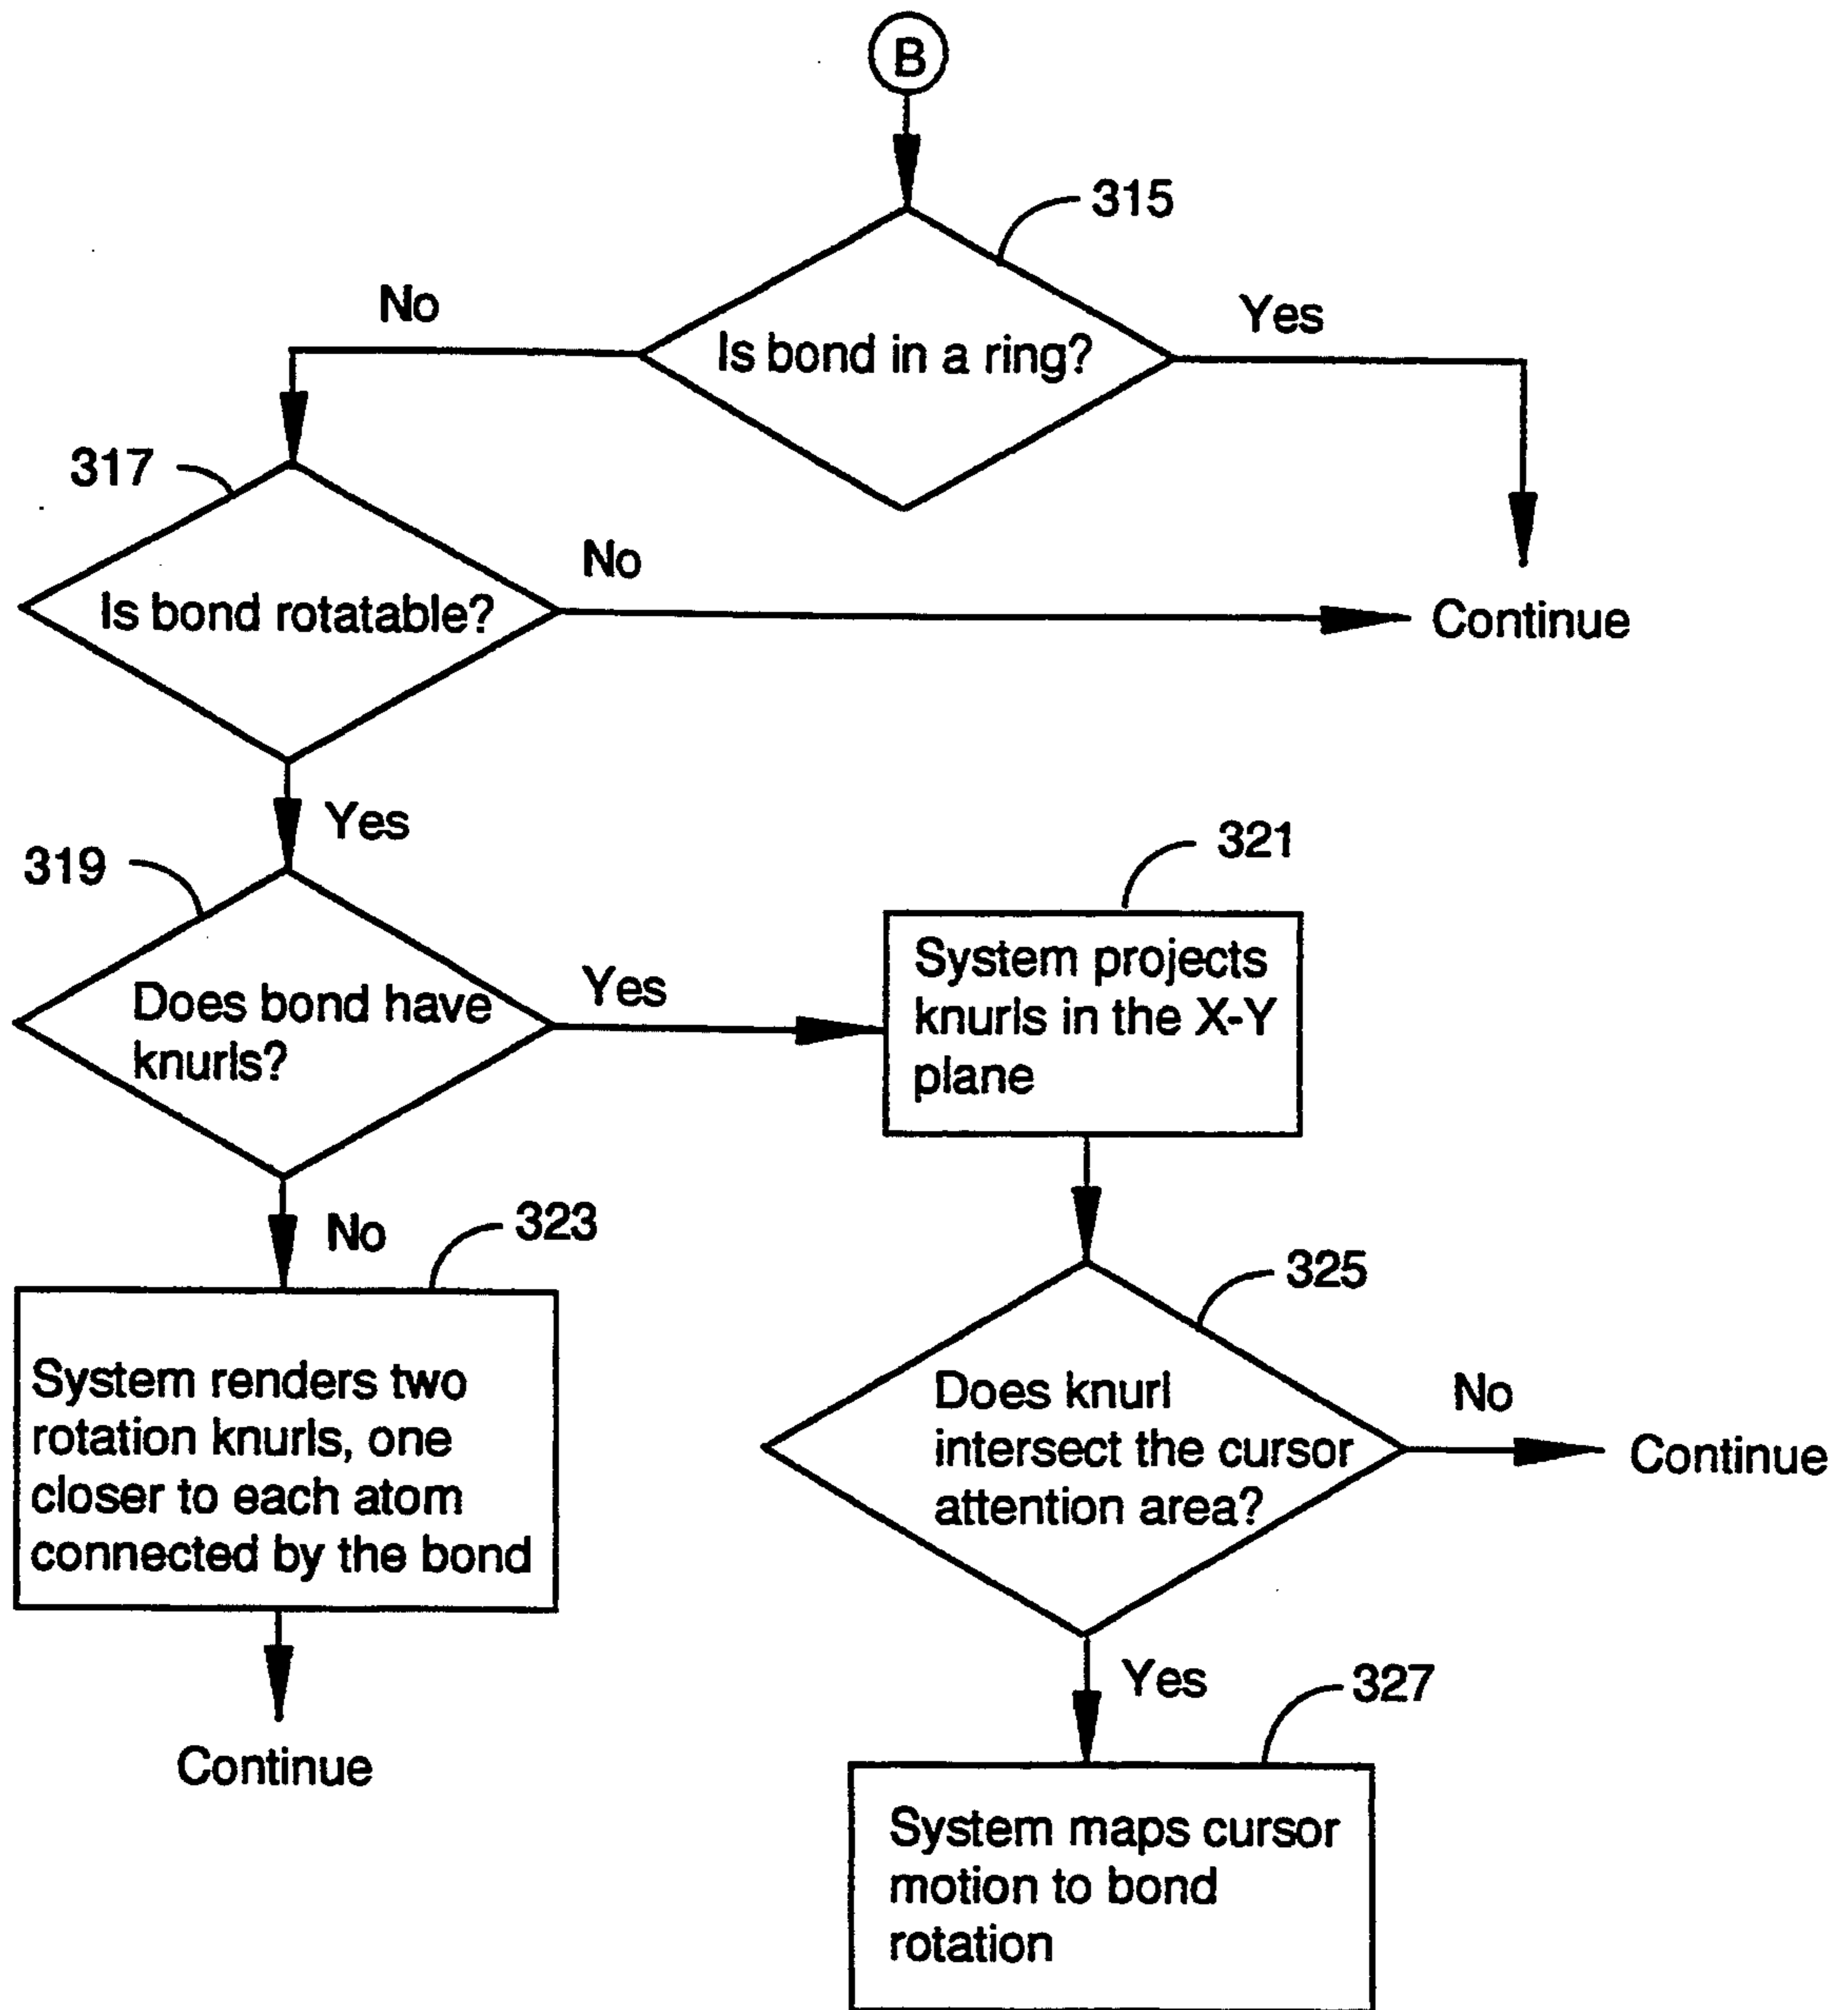 B
315
No
Yes
Is bond in a ring?
317
No
Is bond rotatable?
Continue
Yes
319
321
Does bond have
knurls?
Yes
System projects
knurls in the X-Y
plane
No
323
325
System renders two
rotation knurls, one
closer to each atom
connected by the bond
Does knurl
intersect the cursor
attention area?
No
Continue
Continue
Yes
327
System maps cursor
motion to bond
rotation